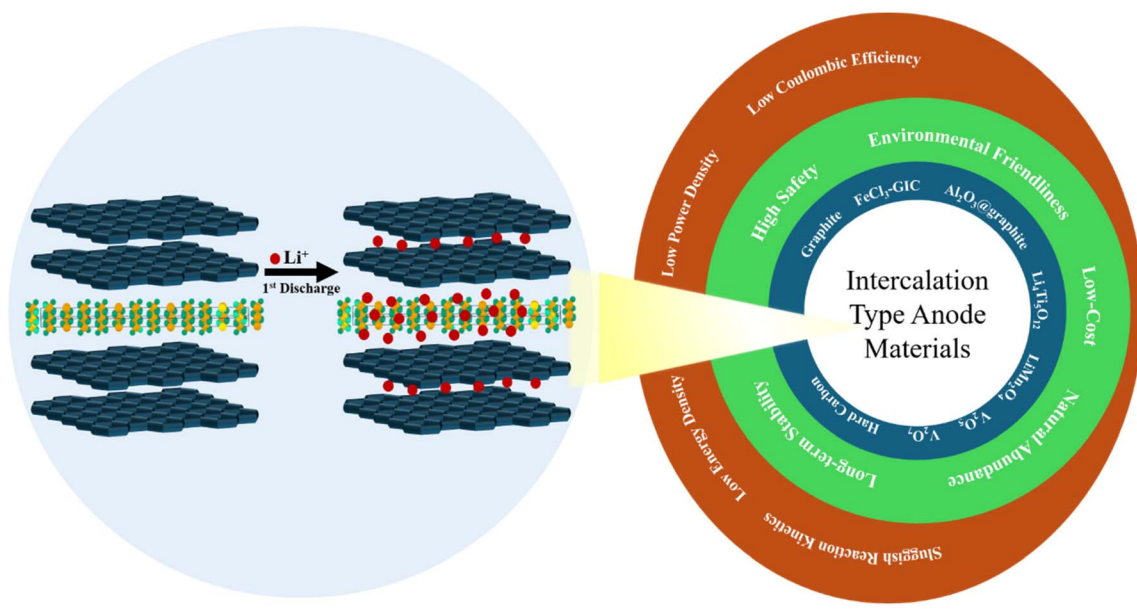 Li⁺
1ˢᵗ Discharge
Low Coulombic Efficiency
Low Power Density
Low Energy Density
Sluggish Reaction Kinetics
Environmental Friendliness
High Safety
Low-Cost
Natural Abundance
Long-term Stability
Graphite
FeCl₃-GIC
Al₂O₃@graphite
Li₄Ti₅O₁₂
LiMn₂O₄
V₂O₅
V₂O₇
Hard Carbon
Intercalation
Type Anode
Materials